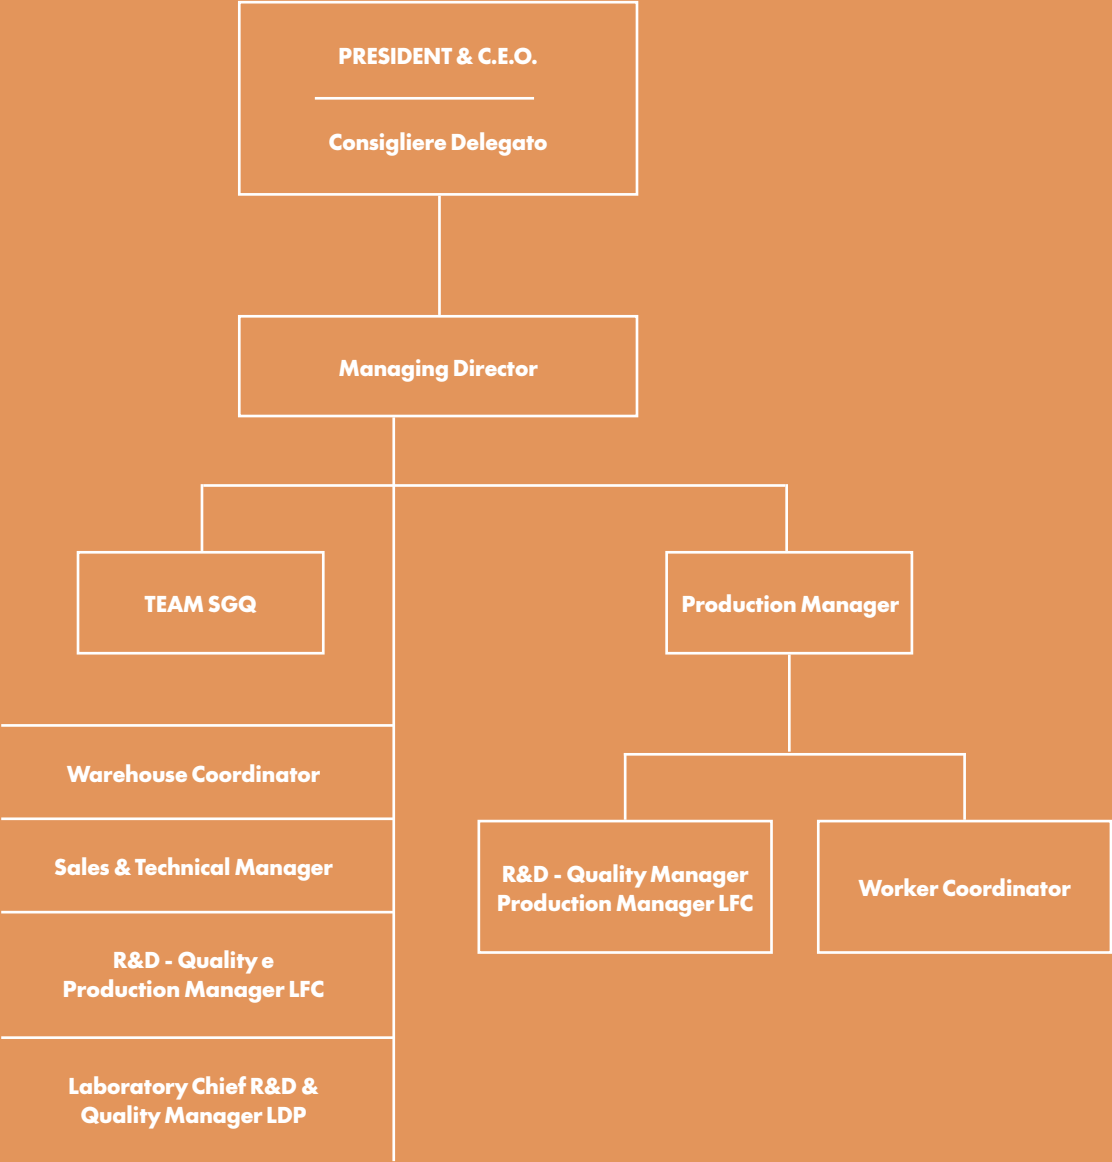 PRESIDENT & C.E.O.
Consigliere Delegato
Managing Director
TEAM SGQ
Production Manager
Warehouse Coordinator
Sales & Technical Manager
R&D - Quality e
Production Manager LFC
Laboratory Chief R&D &
Quality Manager LDP
R&D - Quality Manager
Production Manager LFC
Worker Coordinator